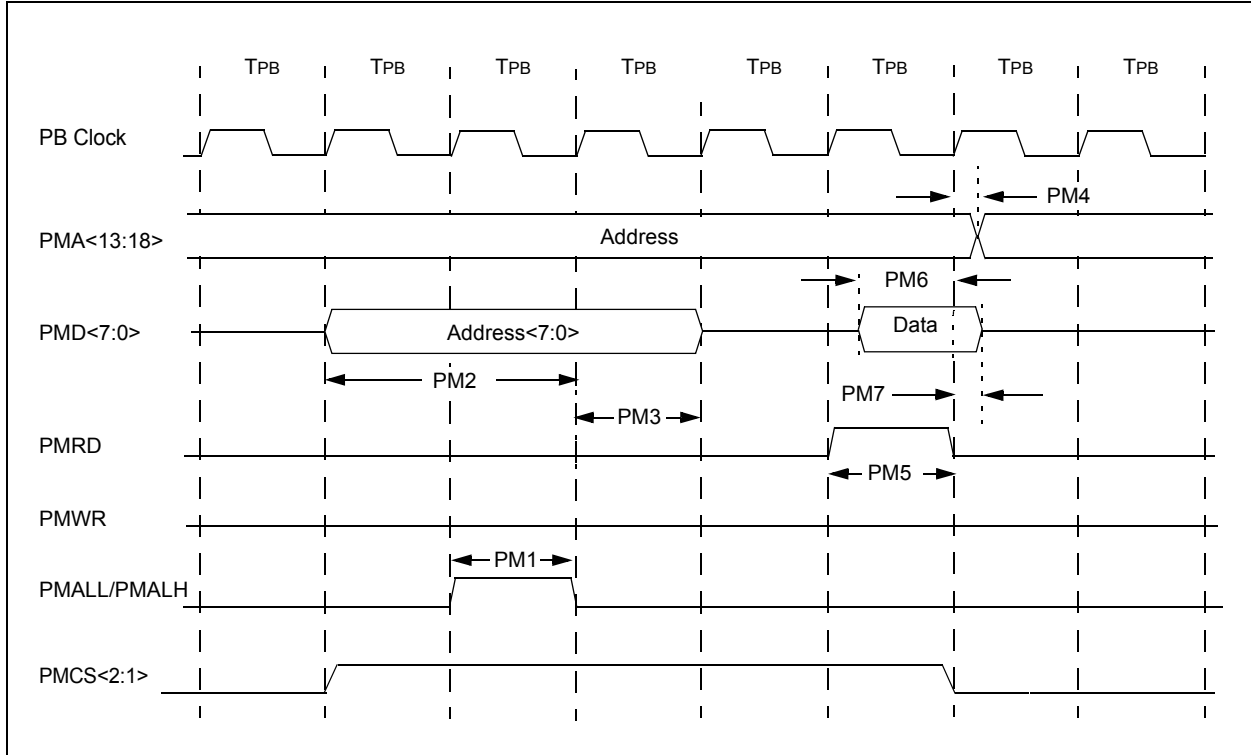 TPB TPB TPB TPB TPB TPB TPB TPB
PB Clock
PM4
PMA<13:18>
Address
PM6
PMD<7:0>
Address<7:0>
Data
PM2
PM7
PM3
PMRD
PM5
PMWR
PM1
PMALL/PMALH
PMCS<2:1>